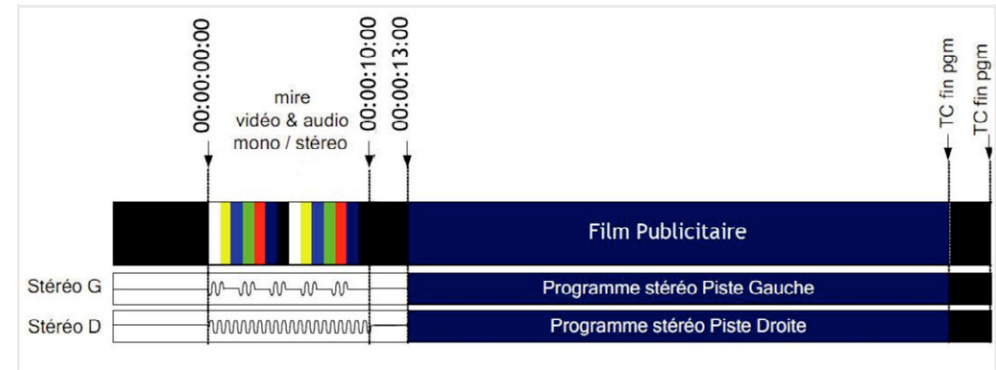 00:00:00:00
mire
vidéo & audio
mono / stéreo
00:00:10:00
00:00:13:00
TC fin pgm
TC fin pgm
Film Publicitaire
Stéréo G
Programme stéréo Piste Gauche
Stéréo D
Programme stéréo Piste Droite